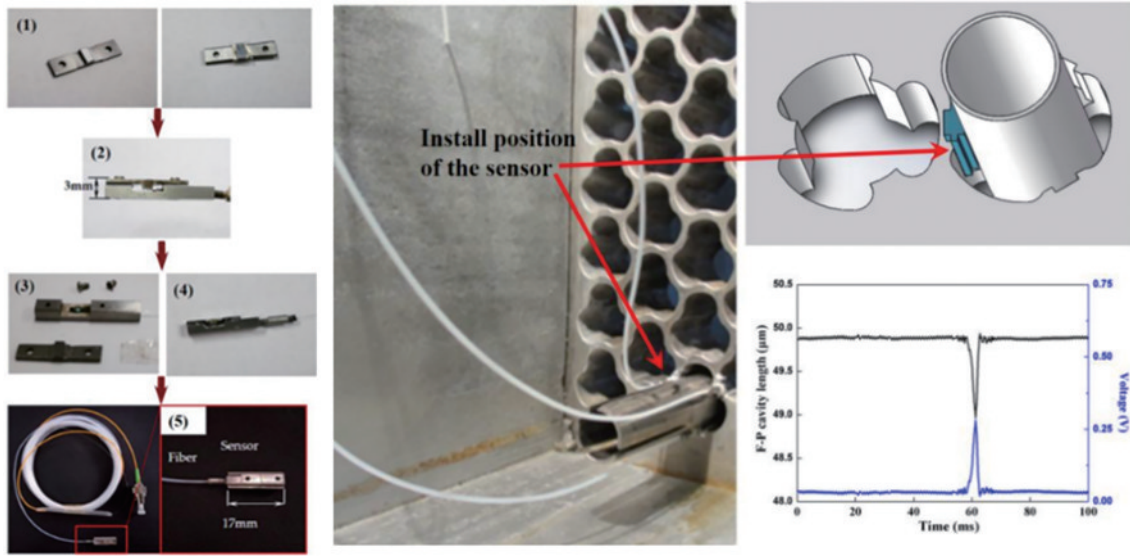 (1)
(2)
3mm
(3)
(4)
(5)
Sensor
Fiber
17mm
Install position
of the sensor
50.5
50.0
49.5
49.0
48.5
48.0
F-P cavity length (μm)
0.75
0.50
0.25
0.00
Voltage (V)
0
20
40
60
80
100
Time (ms)